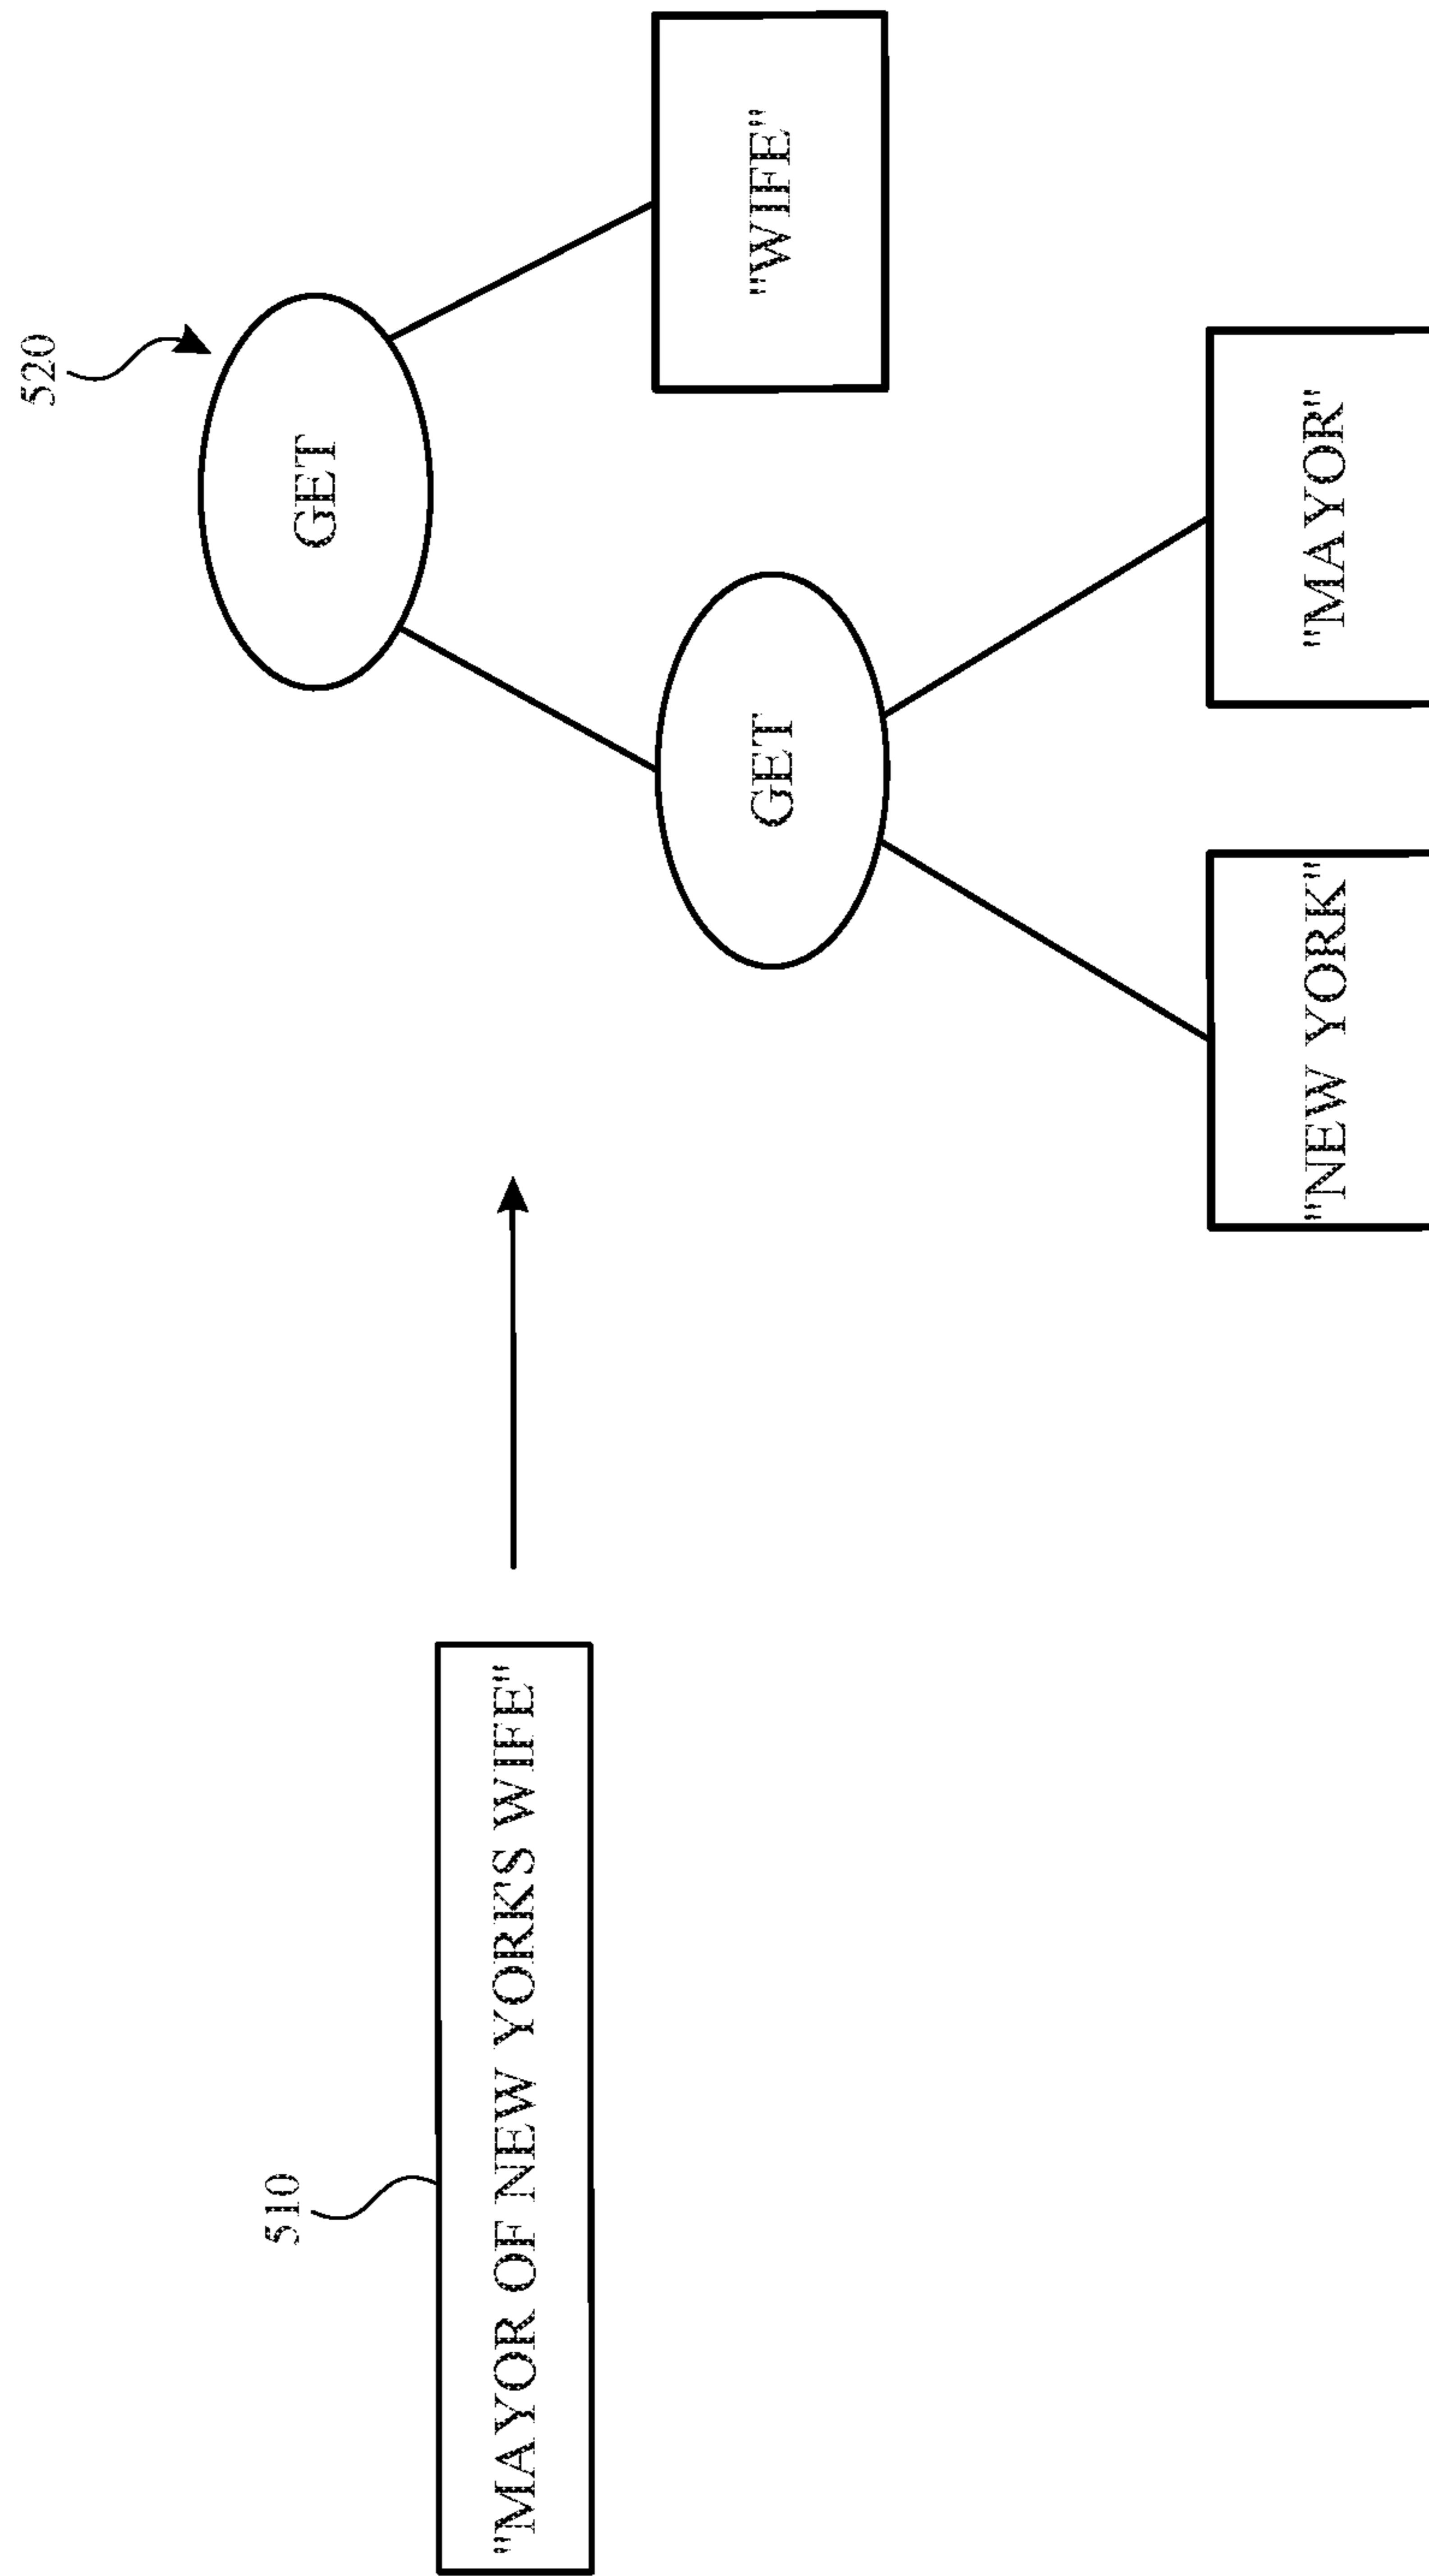 520
GET
"WIFE"
510
"MAYOR OF NEW YORK'S WIFE"
GET
"NEW YORK"
"MAYOR"